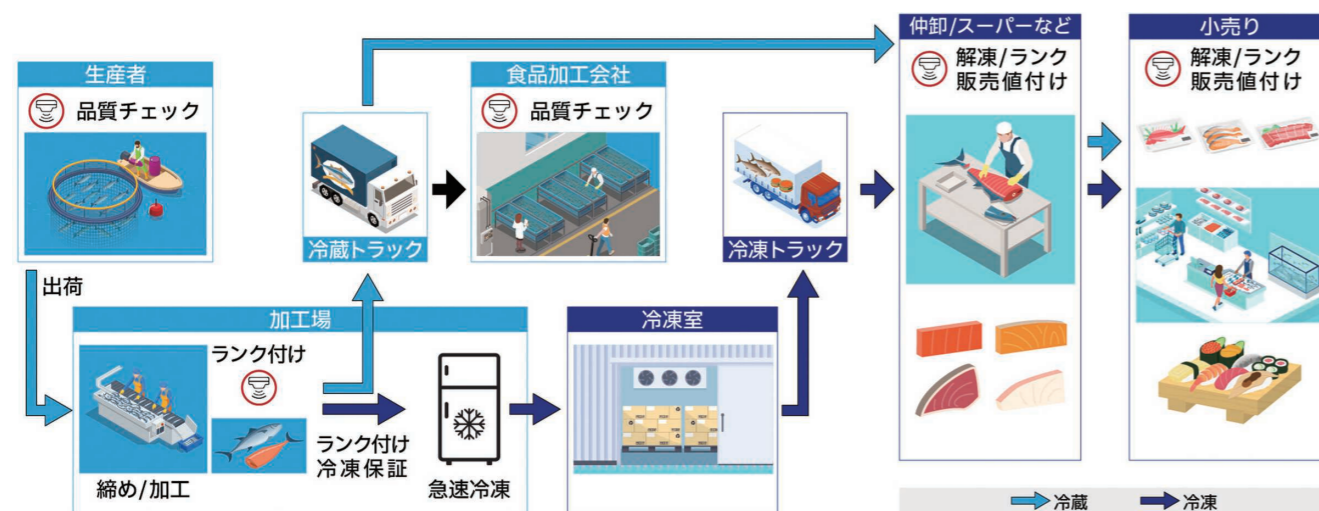 生産者
品質チェック
出荷
加工場
締め/加工
ランク付け
ランク付け
冷凍保証
急速冷凍
冷蔵トラック
食品加工会社
品質チェック
冷凍室
冷凍トラック
仲卸/スーパーなど
解凍/ランク
販売値付け
小売り
解凍/ランク
販売値付け
冷蔵
冷凍